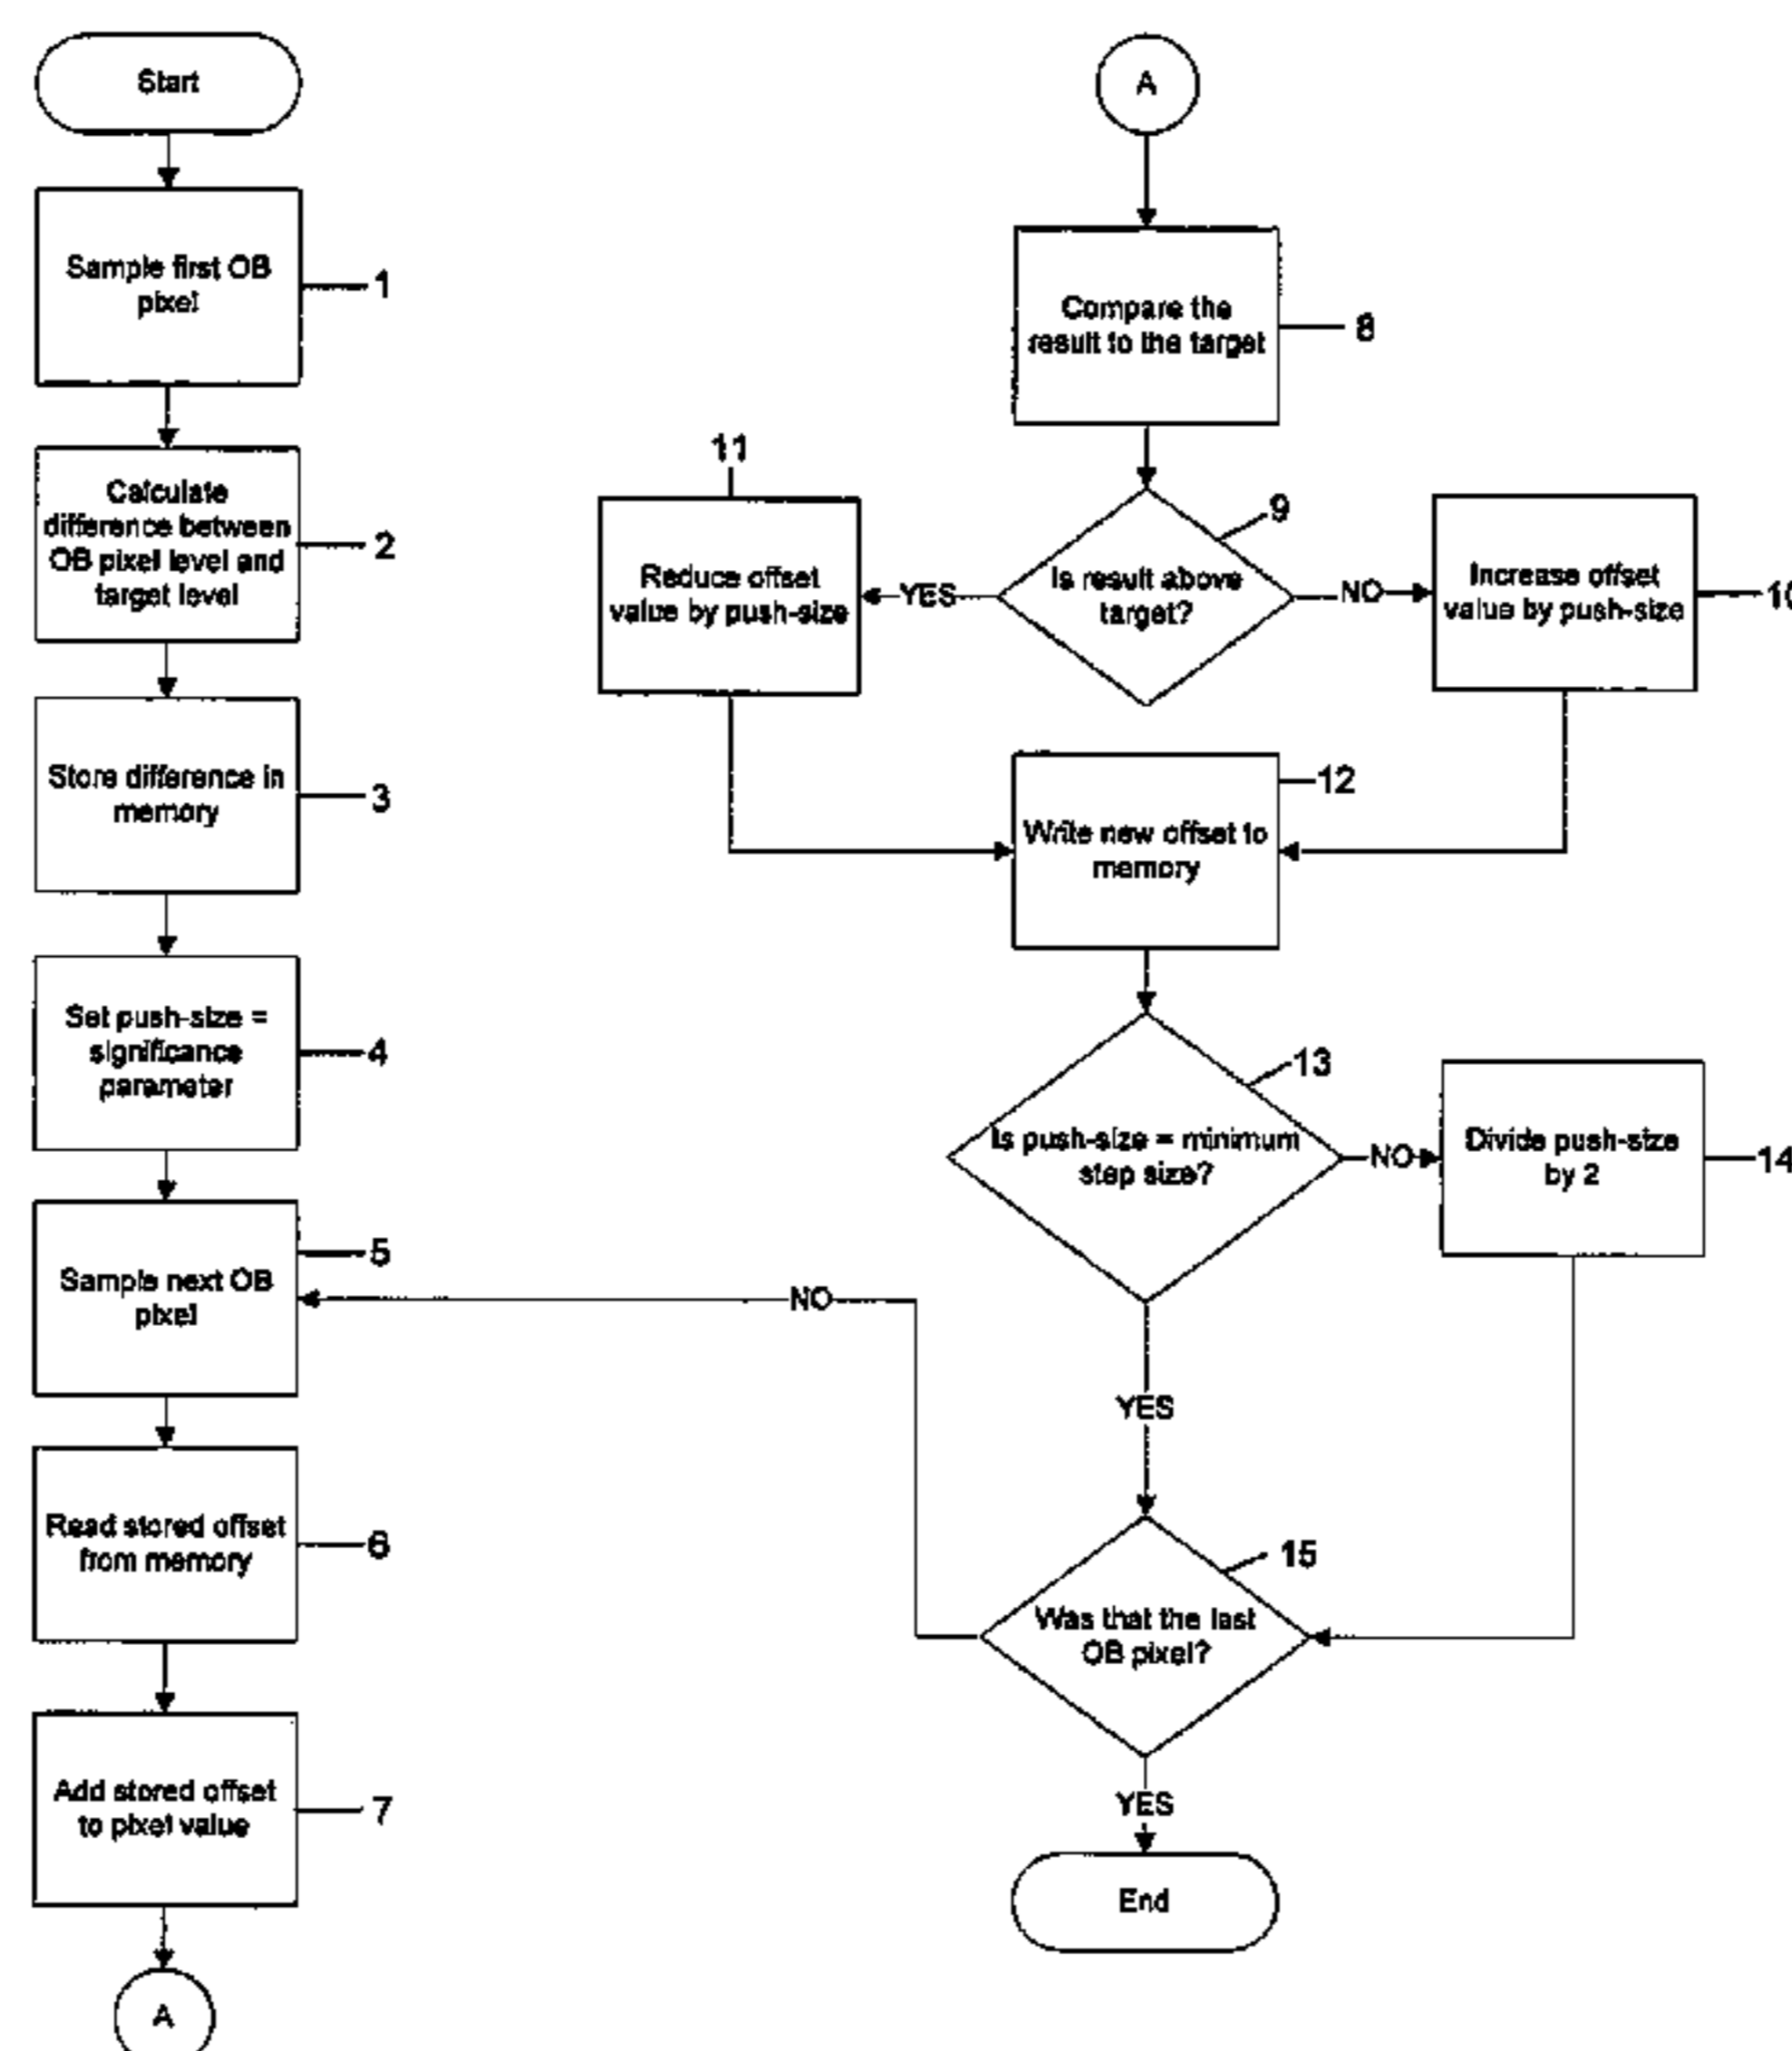 Start
Sample first OB
pixel
1
Calculate
difference between
OB pixel level and
target level
2
Store difference in
memory
3
Set push-size =
significance
parameter
4
Sample next OB
pixel
5
Read stored offset
from memory
6
Add stored offset
to pixel value
7
A
A
Compare the
result to the target
8
Is result above
target?
9
YES
NO
11
Reduce offset
value by push-size
Increase offset
value by push-size
10
Write new offset to
memory
12
Is push-size = minimum
step size?
13
NO
Divide push-size
by 2
14
YES
Was that the last
OB pixel?
15
NO
YES
End